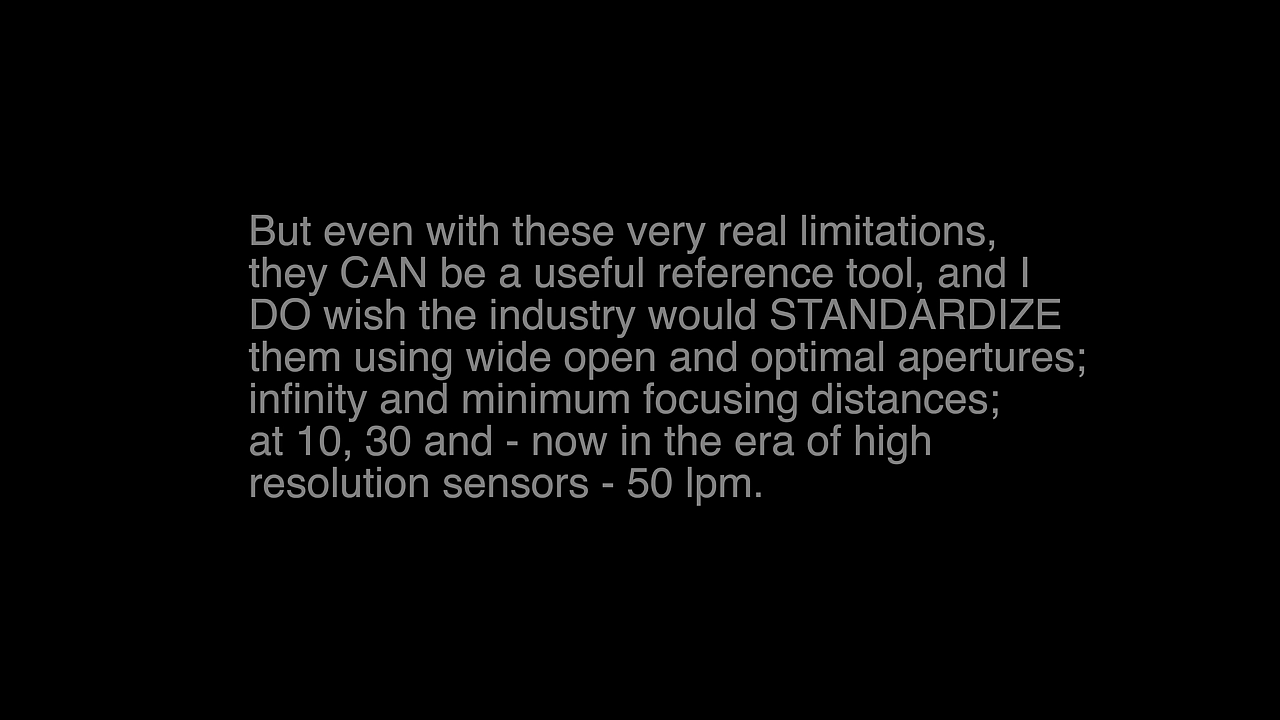 But even with these very real limitations,
they CAN be a useful reference tool, and I
DO wish the industry would STANDARDIZE
them using wide open and optimal apertures;
infinity and minimum focusing distances;
at 10, 30 and - now in the era of high
resolution sensors - 50 lpm.